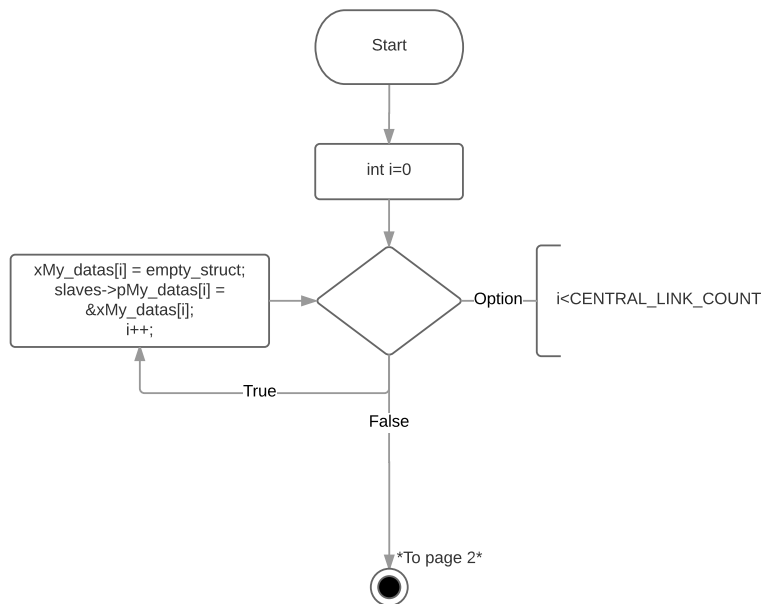 Start
int i=0
xMy_datas[i] = empty_struct;
slaves->pMy_datas[i] =
&xMy_datas[i];
i++;
Option
i<CENTRAL_LINK_COUNT
True
False
*To page 2*